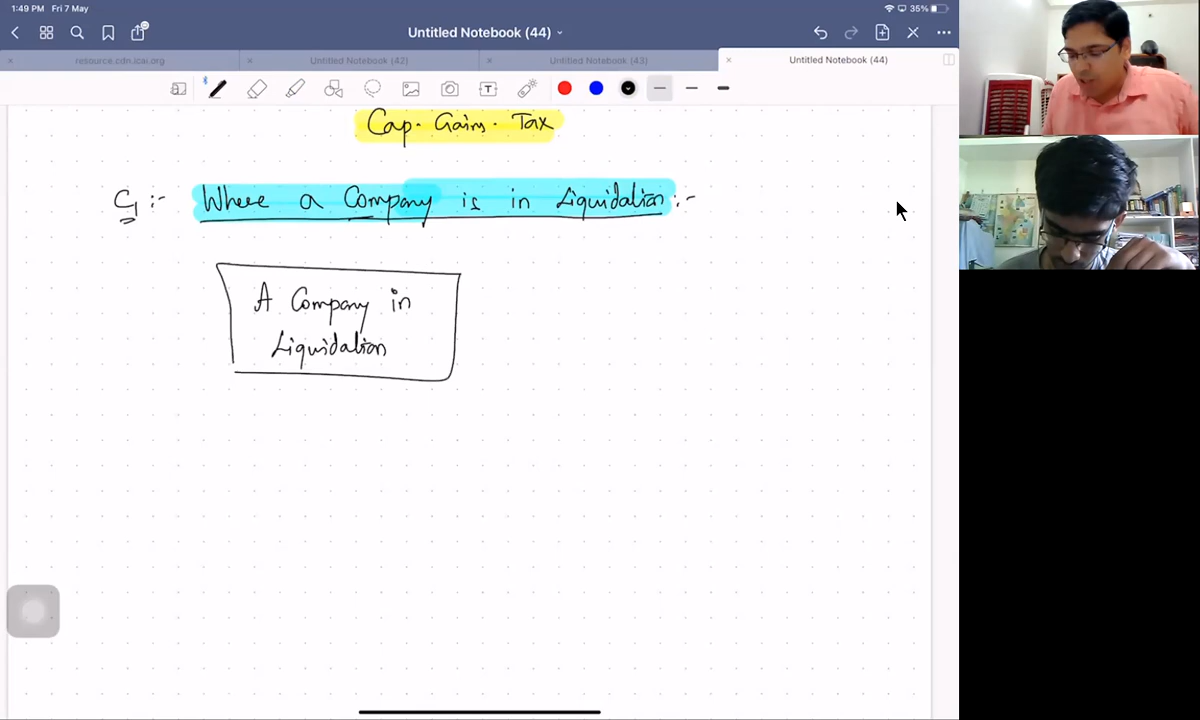 1:49 PM Fri 7 May
35%
Untitled Notebook (44)
resource.cdn.icai.org
Untitled Notebook (42)
Untitled Notebook (43)
Untitled Notebook (44)
T
Cap. Gains. Tax
C1 :- Where a Company is in Liquidation :-
A Company in
Liquidation